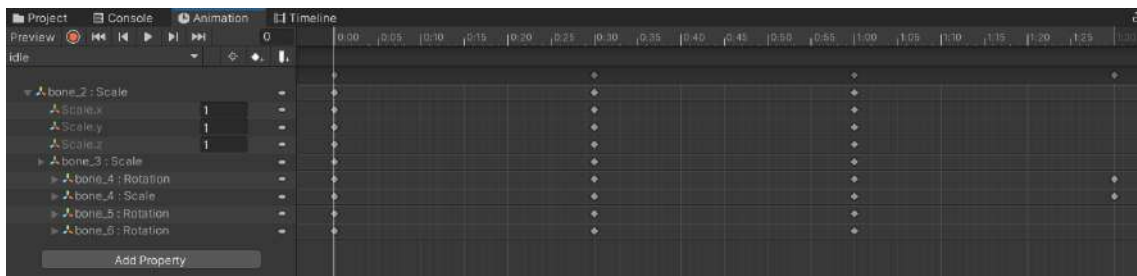 Project Console Animation Timeline
Preview 0 0:00 0:05 0:10 0:15 0:20 0:25 0:30 0:35 0:40 0:45 0:50 0:55 1:00 1:05 1:10 1:15 1:20 1:25 1:30
idle
bone_2 : Scale
Scale.x 1
Scale.y 1
Scale.z 1
bone_3 : Scale
bone_4 : Rotation
bone_4 : Scale
bone_5 : Rotation
bone_6 : Rotation
Add Property